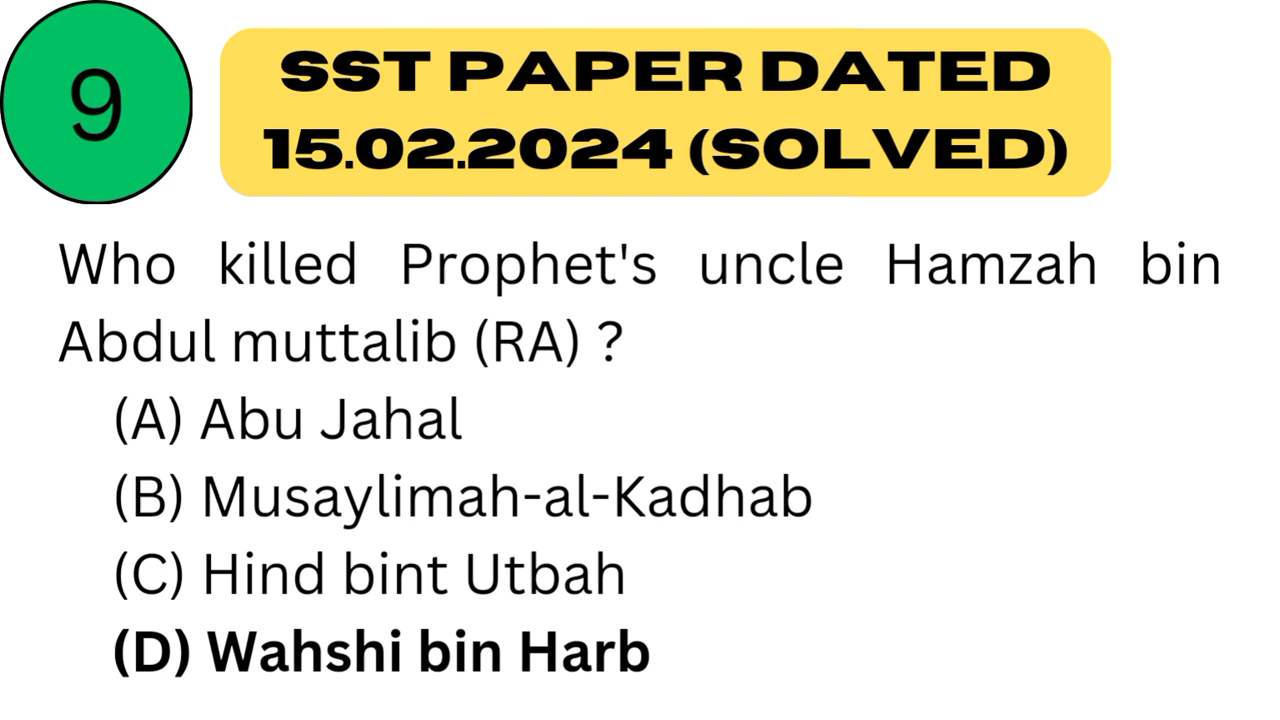 9
SST PAPER DATED
15.02.2024 (SOLVED)
Who killed Prophet's uncle Hamzah bin
Abdul muttalib (RA) ?
(A) Abu Jahal
(B) Musaylimah-al-Kadhab
(C) Hind bint Utbah
(D) Wahshi bin Harb